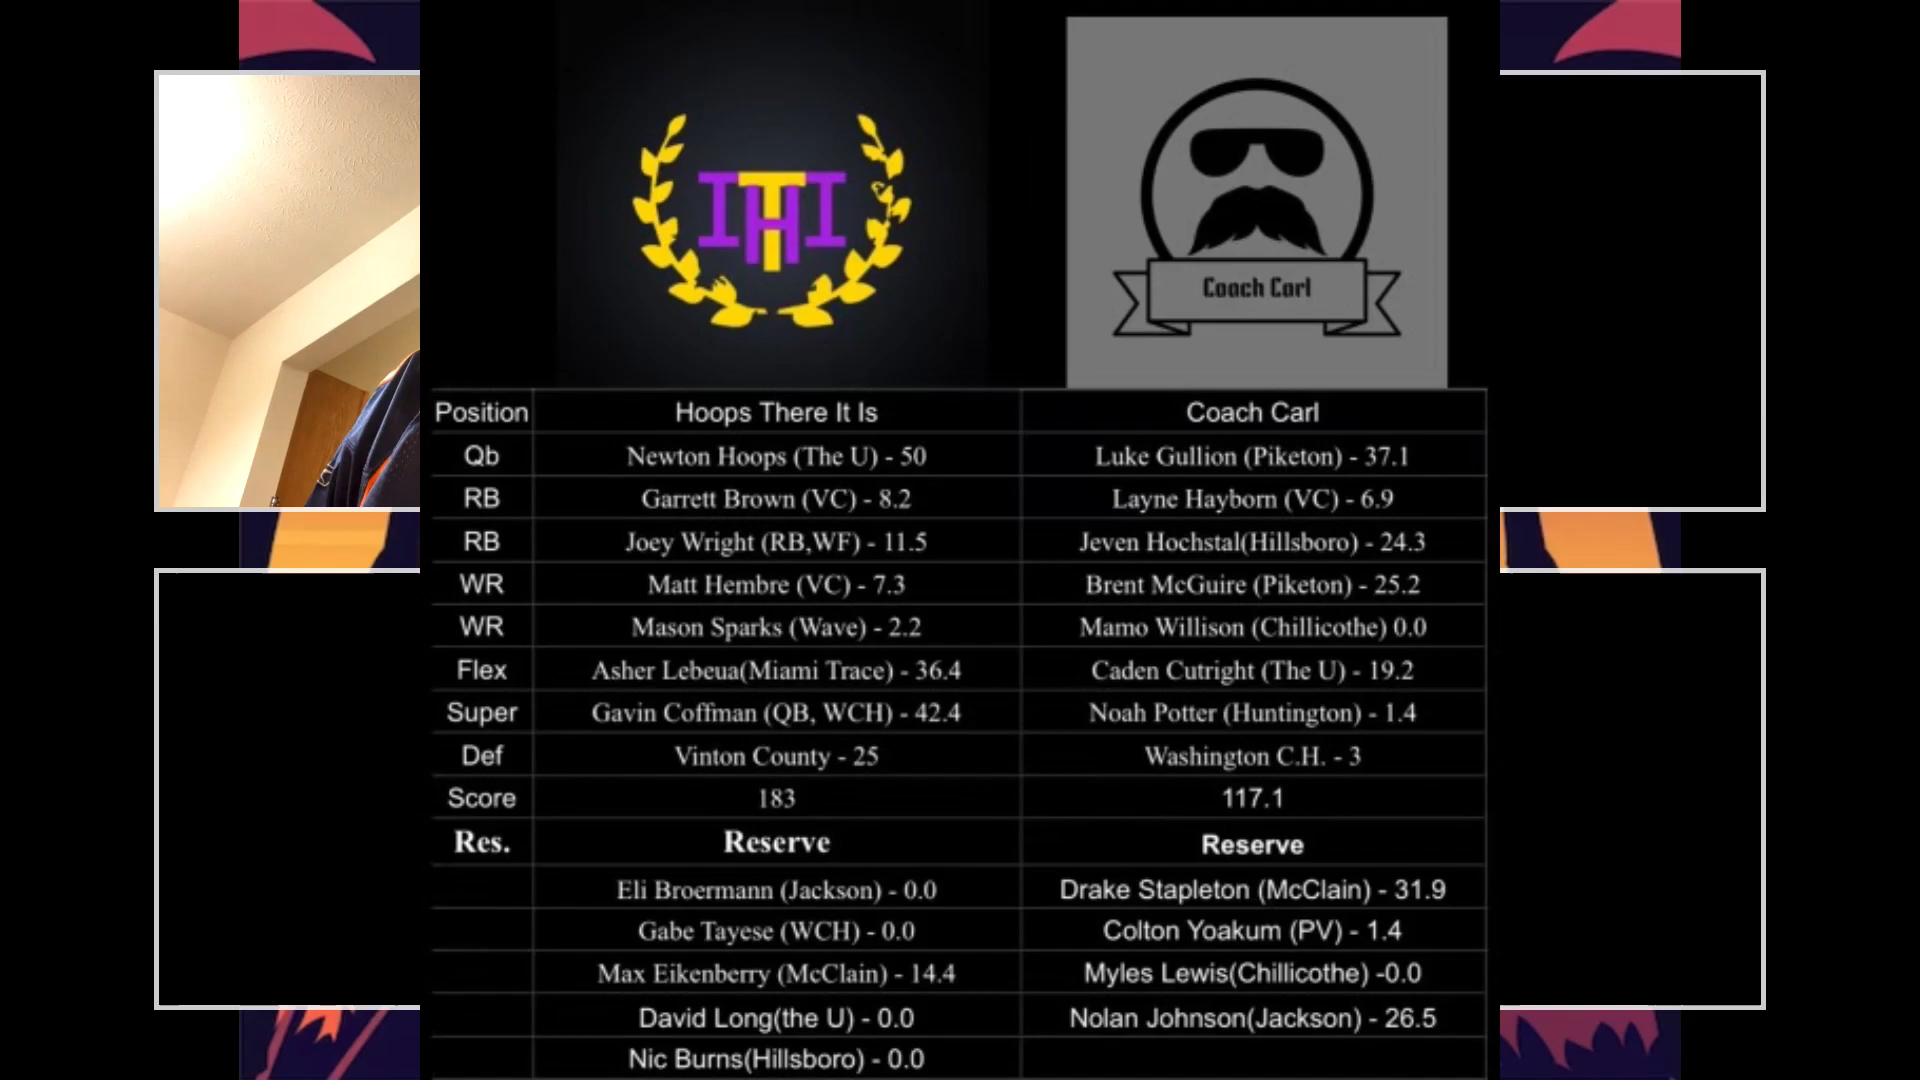 ITHI
Coach Carl
Position Hoops There It Is Coach Carl
Qb Newton Hoops (The U) - 50 Luke Gullion (Piketon) - 37.1
RB Garrett Brown (VC) - 8.2 Layne Hayborn (VC) - 6.9
RB Joey Wright (RB,WF) - 11.5 Jeven Hochstal(Hillsboro) - 24.3
WR Matt Hembre (VC) - 7.3 Brent McGuire (Piketon) - 25.2
WR Mason Sparks (Wave) - 2.2 Mamo Willison (Chillicothe) 0.0
Flex Asher Lebeua(Miami Trace) - 36.4 Caden Cutright (The U) - 19.2
Super Gavin Coffman (QB, WCH) - 42.4 Noah Potter (Huntington) - 1.4
Def Vinton County - 25 Washington C.H. - 3
Score 183 117.1
Res. Reserve Reserve
Eli Broermann (Jackson) - 0.0 Drake Stapleton (McClain) - 31.9
Gabe Tayese (WCH) - 0.0 Colton Yoakum (PV) - 1.4
Max Eikenberry (McClain) - 14.4 Myles Lewis(Chillicothe) -0.0
David Long(the U) - 0.0 Nolan Johnson(Jackson) - 26.5
Nic Burns(Hillsboro) - 0.0